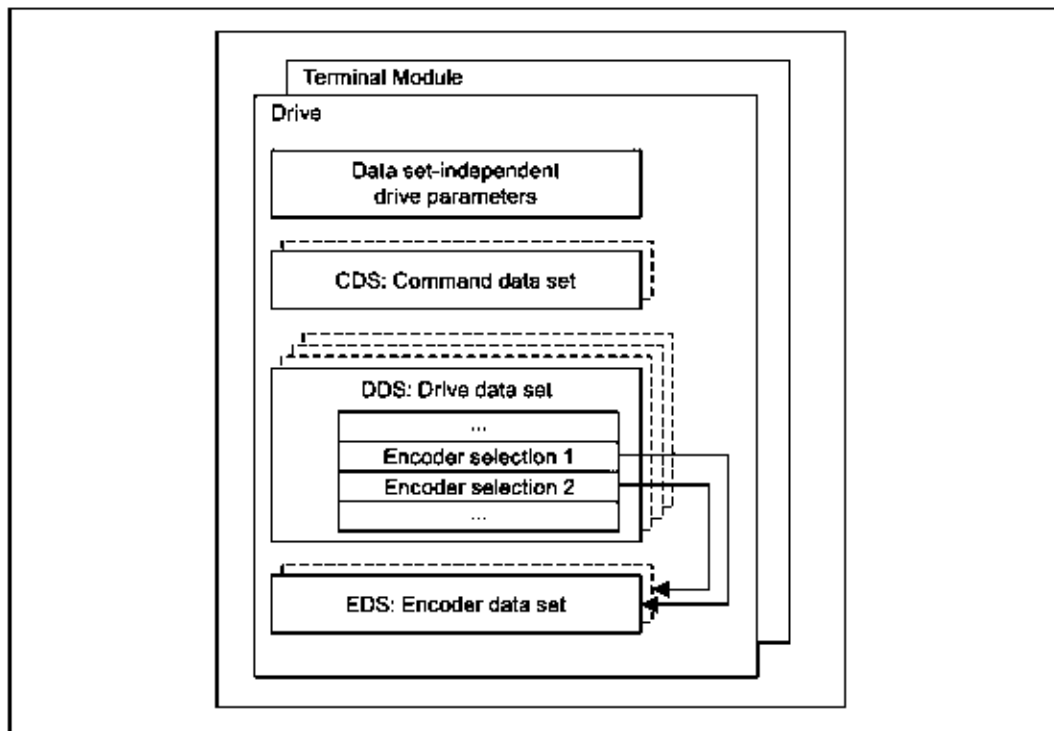 Terminal Module
Drive
Data set-independent
drive parameters
CDS: Command data set
DDS: Drive data set
...
Encoder selection 1
Encoder selection 2
...
EDS: Encoder data set